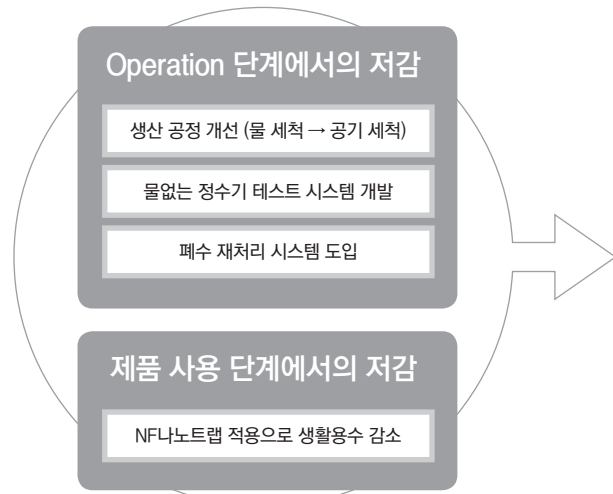 Operation 단계에서의 저감
생산 공정 개선 (물 세척 → 공기 세척)
물없는 정수기 테스트 시스템 개발
폐수 재처리 시스템 도입
제품 사용 단계에서의 저감
NF나노트랩 적용으로 생활용수 감소